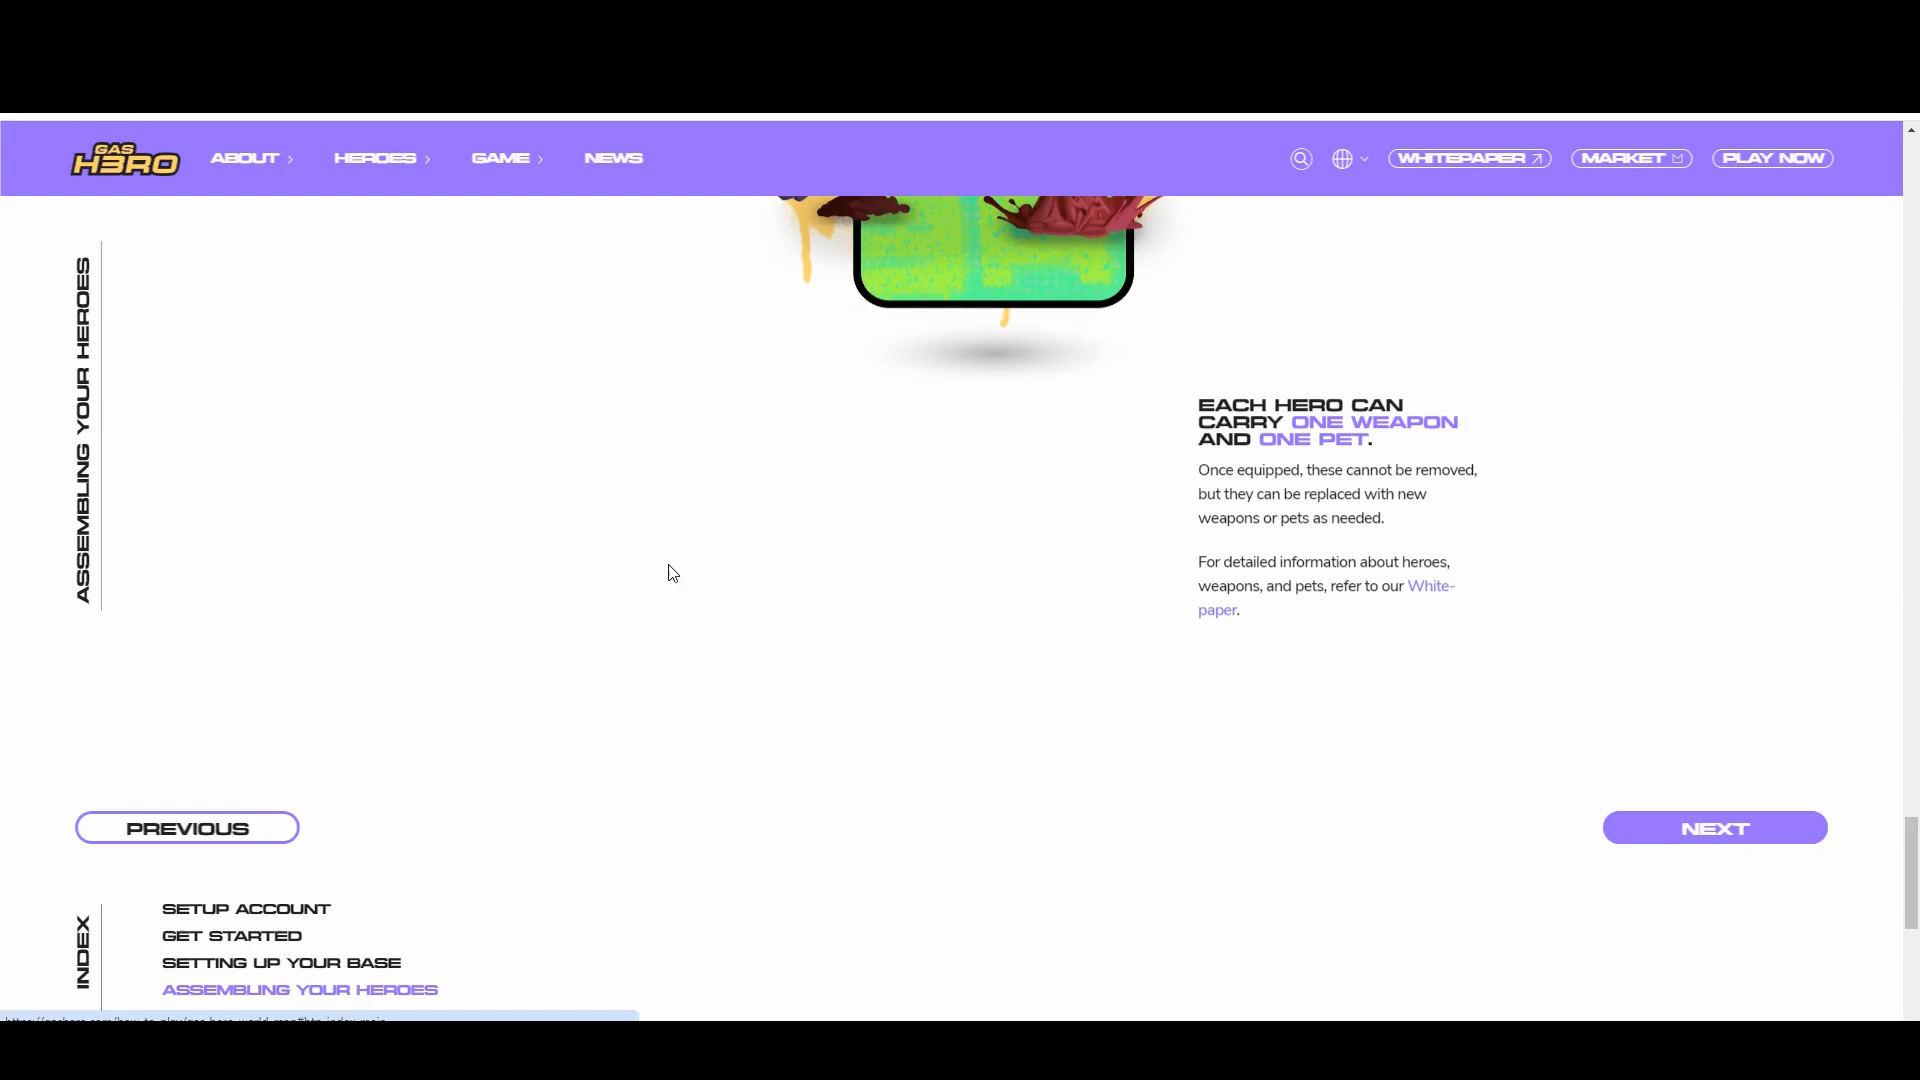 GAS
H3RO
ABOUT
HEROES
GAME
NEWS
WHITEPAPER
MARKET
PLAY NOW
ASSEMBLING YOUR HEROES
EACH HERO CAN
CARRY ONE WEAPON
AND ONE PET.
Once equipped, these cannot be removed,
but they can be replaced with new
weapons or pets as needed.
For detailed information about heroes,
weapons, and pets, refer to our White-
paper.
PREVIOUS
NEXT
INDEX
SETUP ACCOUNT
GET STARTED
SETTING UP YOUR BASE
ASSEMBLING YOUR HEROES